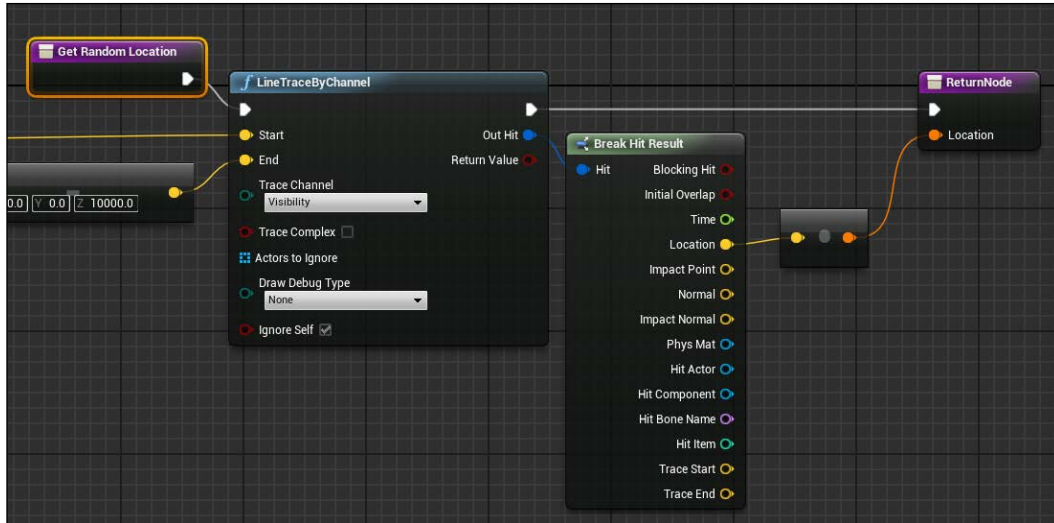 Get Random Location
LineTraceByChannel
Start
Out Hit
End
Return Value
Trace Channel
Visibility
Trace Complex
Actors to Ignore
Draw Debug Type
None
Ignore Self
0.0 Y 0.0 Z 10000.0
Break Hit Result
Hit
Blocking Hit
Initial Overlap
Time
Location
Impact Point
Normal
Impact Normal
Phys Mat
Hit Actor
Hit Component
Hit Bone Name
Hit Item
Trace Start
Trace End
ReturnNode
Location